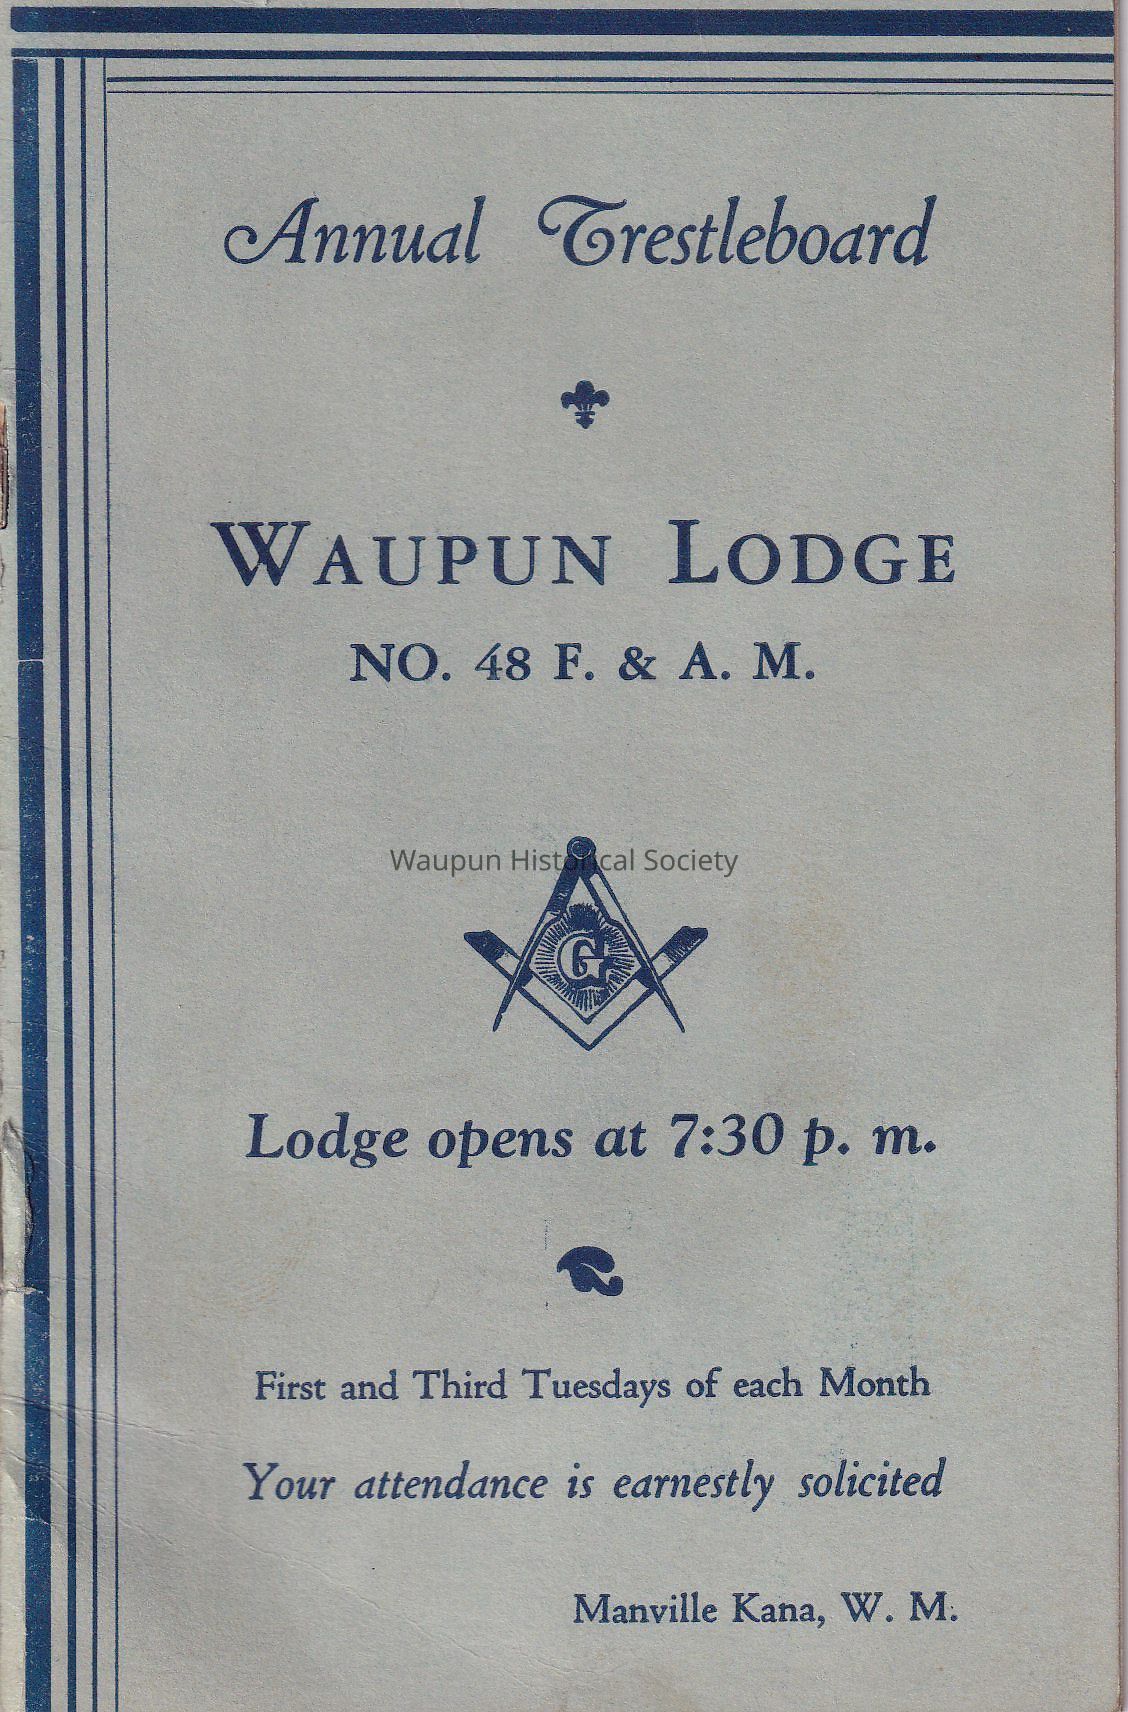 Annual Trestleboard
WAUPUN LODGE
NO. 48 F. & A. M.
Waupun Historical Society
G
Lodge opens at 7:30 p. m.
First and Third Tuesdays of each Month
Your attendance is earnestly solicited
Manville Kana, W. M.